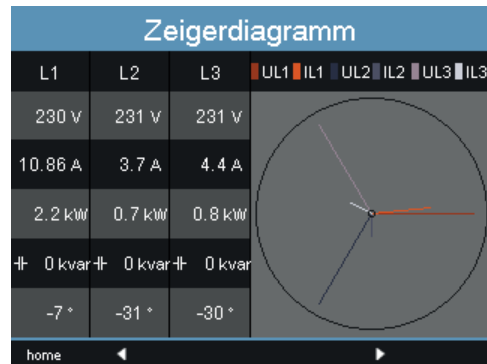 Zeigerdiagramm
L1 L2 L3 UL1 IL1 UL2 IL2 UL3 IL3
230 V 231 V 231 V
10.86 A 3.7 A 4.4 A
2.2 kW 0.7 kW 0.8 kW
0 kvar 0 kvar 0 kvar
-7 ° -31 ° -30 °
home